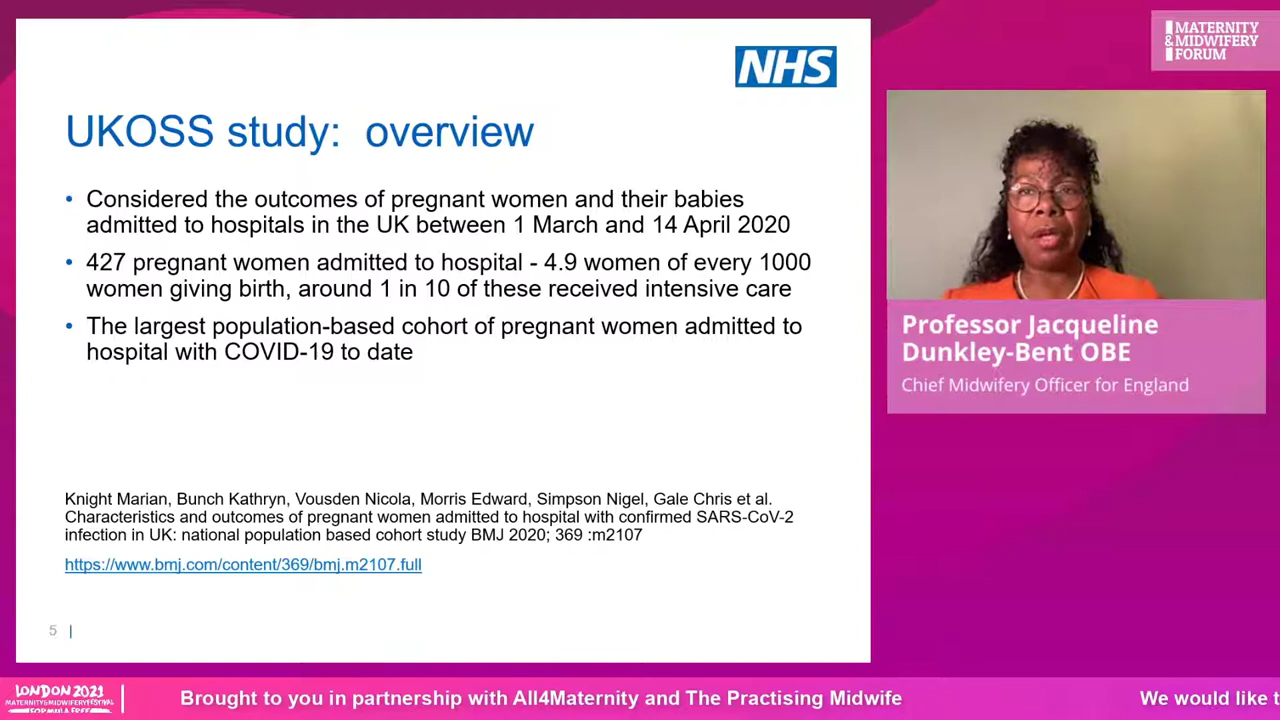 NHS
UKOSS study: overview
• Considered the outcomes of pregnant women and their babies
admitted to hospitals in the UK between 1 March and 14 April 2020
• 427 pregnant women admitted to hospital - 4.9 women of every 1000
women giving birth, around 1 in 10 of these received intensive care
• The largest population-based cohort of pregnant women admitted to
hospital with COVID-19 to date
Knight Marian, Bunch Kathryn, Vousden Nicola, Morris Edward, Simpson Nigel, Gale Chris et al.
Characteristics and outcomes of pregnant women admitted to hospital with confirmed SARS-CoV-2
infection in UK: national population based cohort study BMJ 2020; 369 :m2107
https://www.bmj.com/content/369/bmj.m2107.full
5 |
MATERNITY
&MIDWIFERY
FORUM
Professor Jacqueline
Dunkley-Bent OBE
Chief Midwifery Officer for England
LONDON 2021
MATERNITY&MIDWIFERY FESTIVAL
FORMULA FREE
Brought to you in partnership with All4Maternity and The Practising Midwife
We would like t